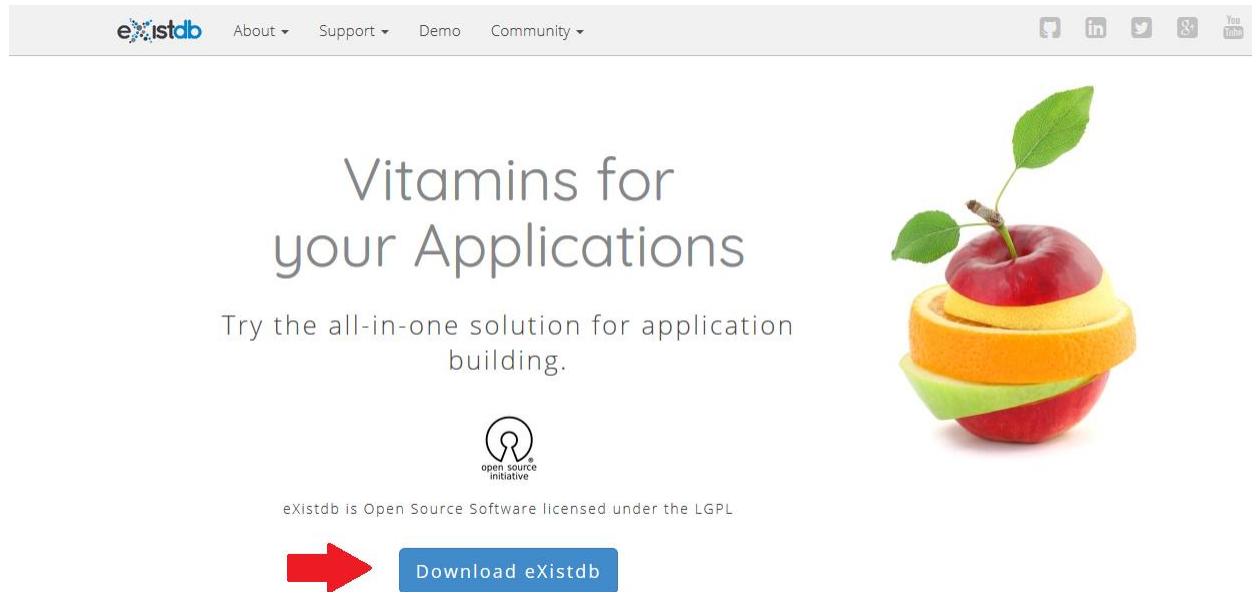 eXistdb About Support Demo Community You Tube
Vitamins for
your Applications
Try the all-in-one solution for application
building.
open source
initiative
eXistdb is Open Source Software licensed under the LGPL
Download eXistdb